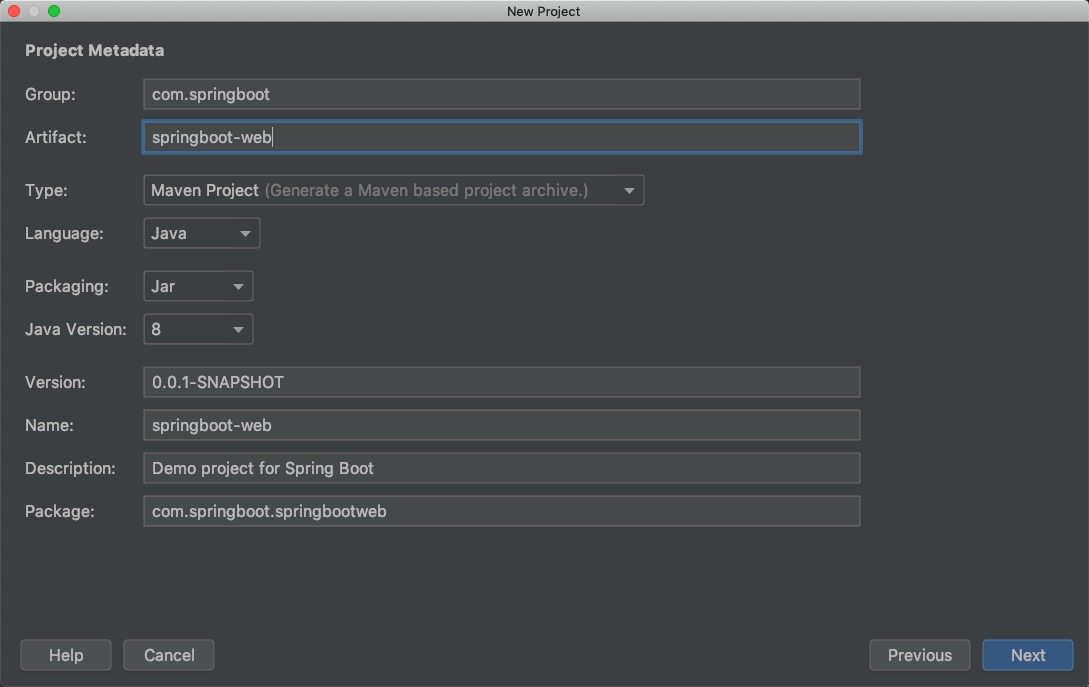 New Project
Project Metadata
Group: com.springboot
Artifact: springboot-web
Type: Maven Project (Generate a Maven based project archive.)
Language: Java
Packaging: Jar
Java Version: 8
Version: 0.0.1-SNAPSHOT
Name: springboot-web
Description: Demo project for Spring Boot
Package: com.springboot.springbootweb
Help Cancel Previous Next